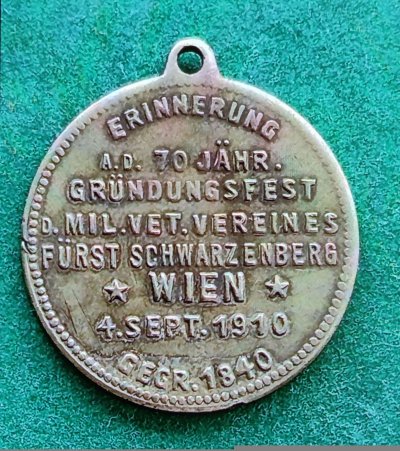 ERINNERUNG
A.D. 70 JÄHR.
GRÜNDUNGSFEST
D. MIL.VET.VEREINES
FÜRST SCHWARZENBERG
★ WIEN ★
4.SEPT.1910
GEGR.1840